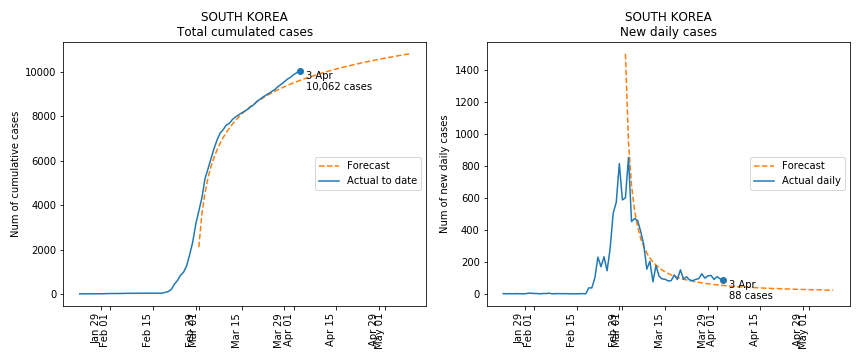 SOUTH KOREA
Total cumulated cases
Num of cumulative cases
10000
8000
6000
4000
2000
0
3 Apr
10,062 cases
Forecast
Actual to date
Jan 29
Feb 01
Feb 15
Mar 01
Mar 15
Mar 29
Apr 01
Apr 15
Apr 29
May 01
SOUTH KOREA
New daily cases
Num of new daily cases
1400
1200
1000
800
600
400
200
0
3 Apr
88 cases
Forecast
Actual daily
Jan 29
Feb 01
Feb 15
Mar 01
Mar 15
Mar 29
Apr 01
Apr 15
Apr 29
May 01